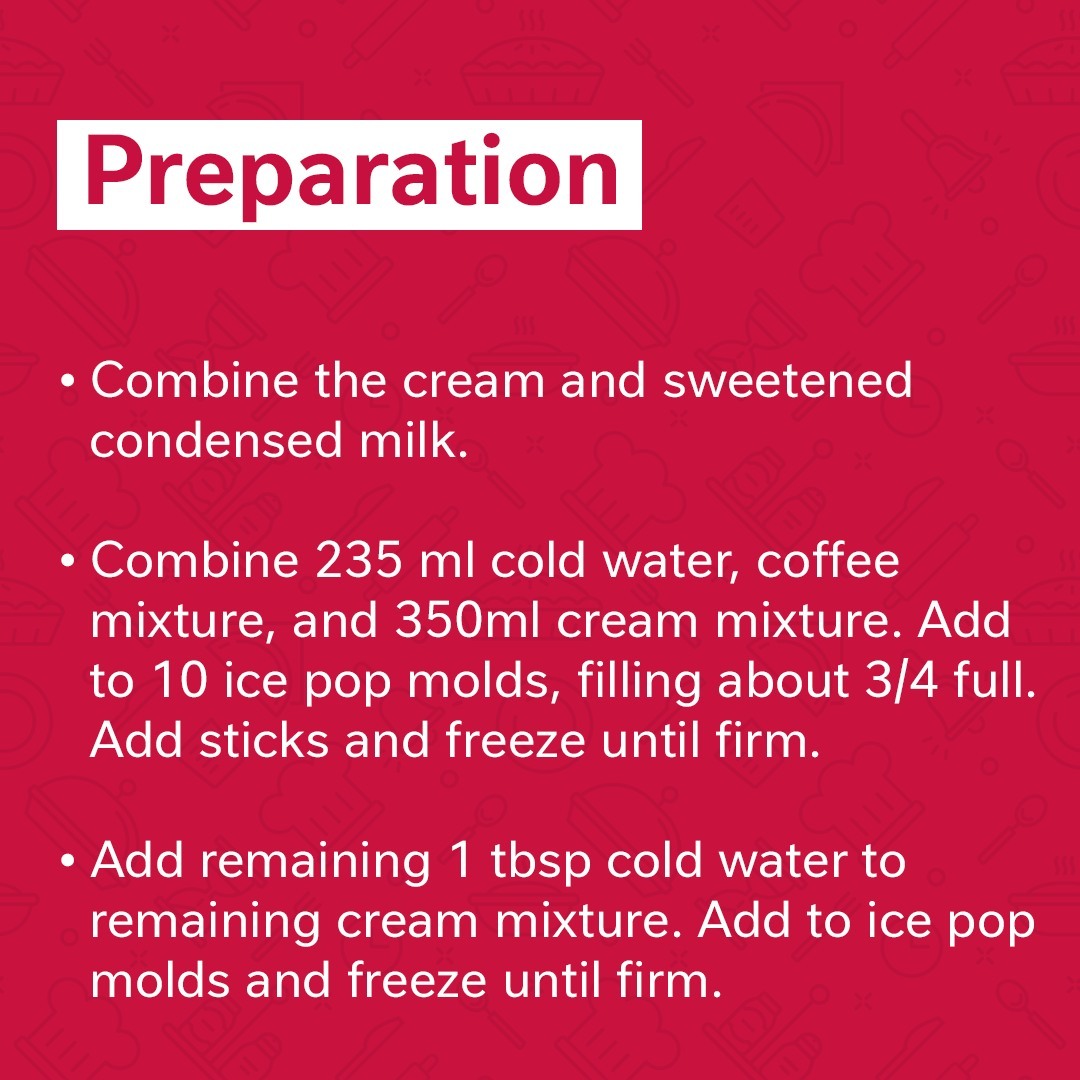 Preparation
• Combine the cream and sweetened
condensed milk.
• Combine 235 ml cold water, coffee
mixture, and 350ml cream mixture. Add
to 10 ice pop molds, filling about 3/4 full.
Add sticks and freeze until firm.
• Add remaining 1 tbsp cold water to
remaining cream mixture. Add to ice pop
molds and freeze until firm.